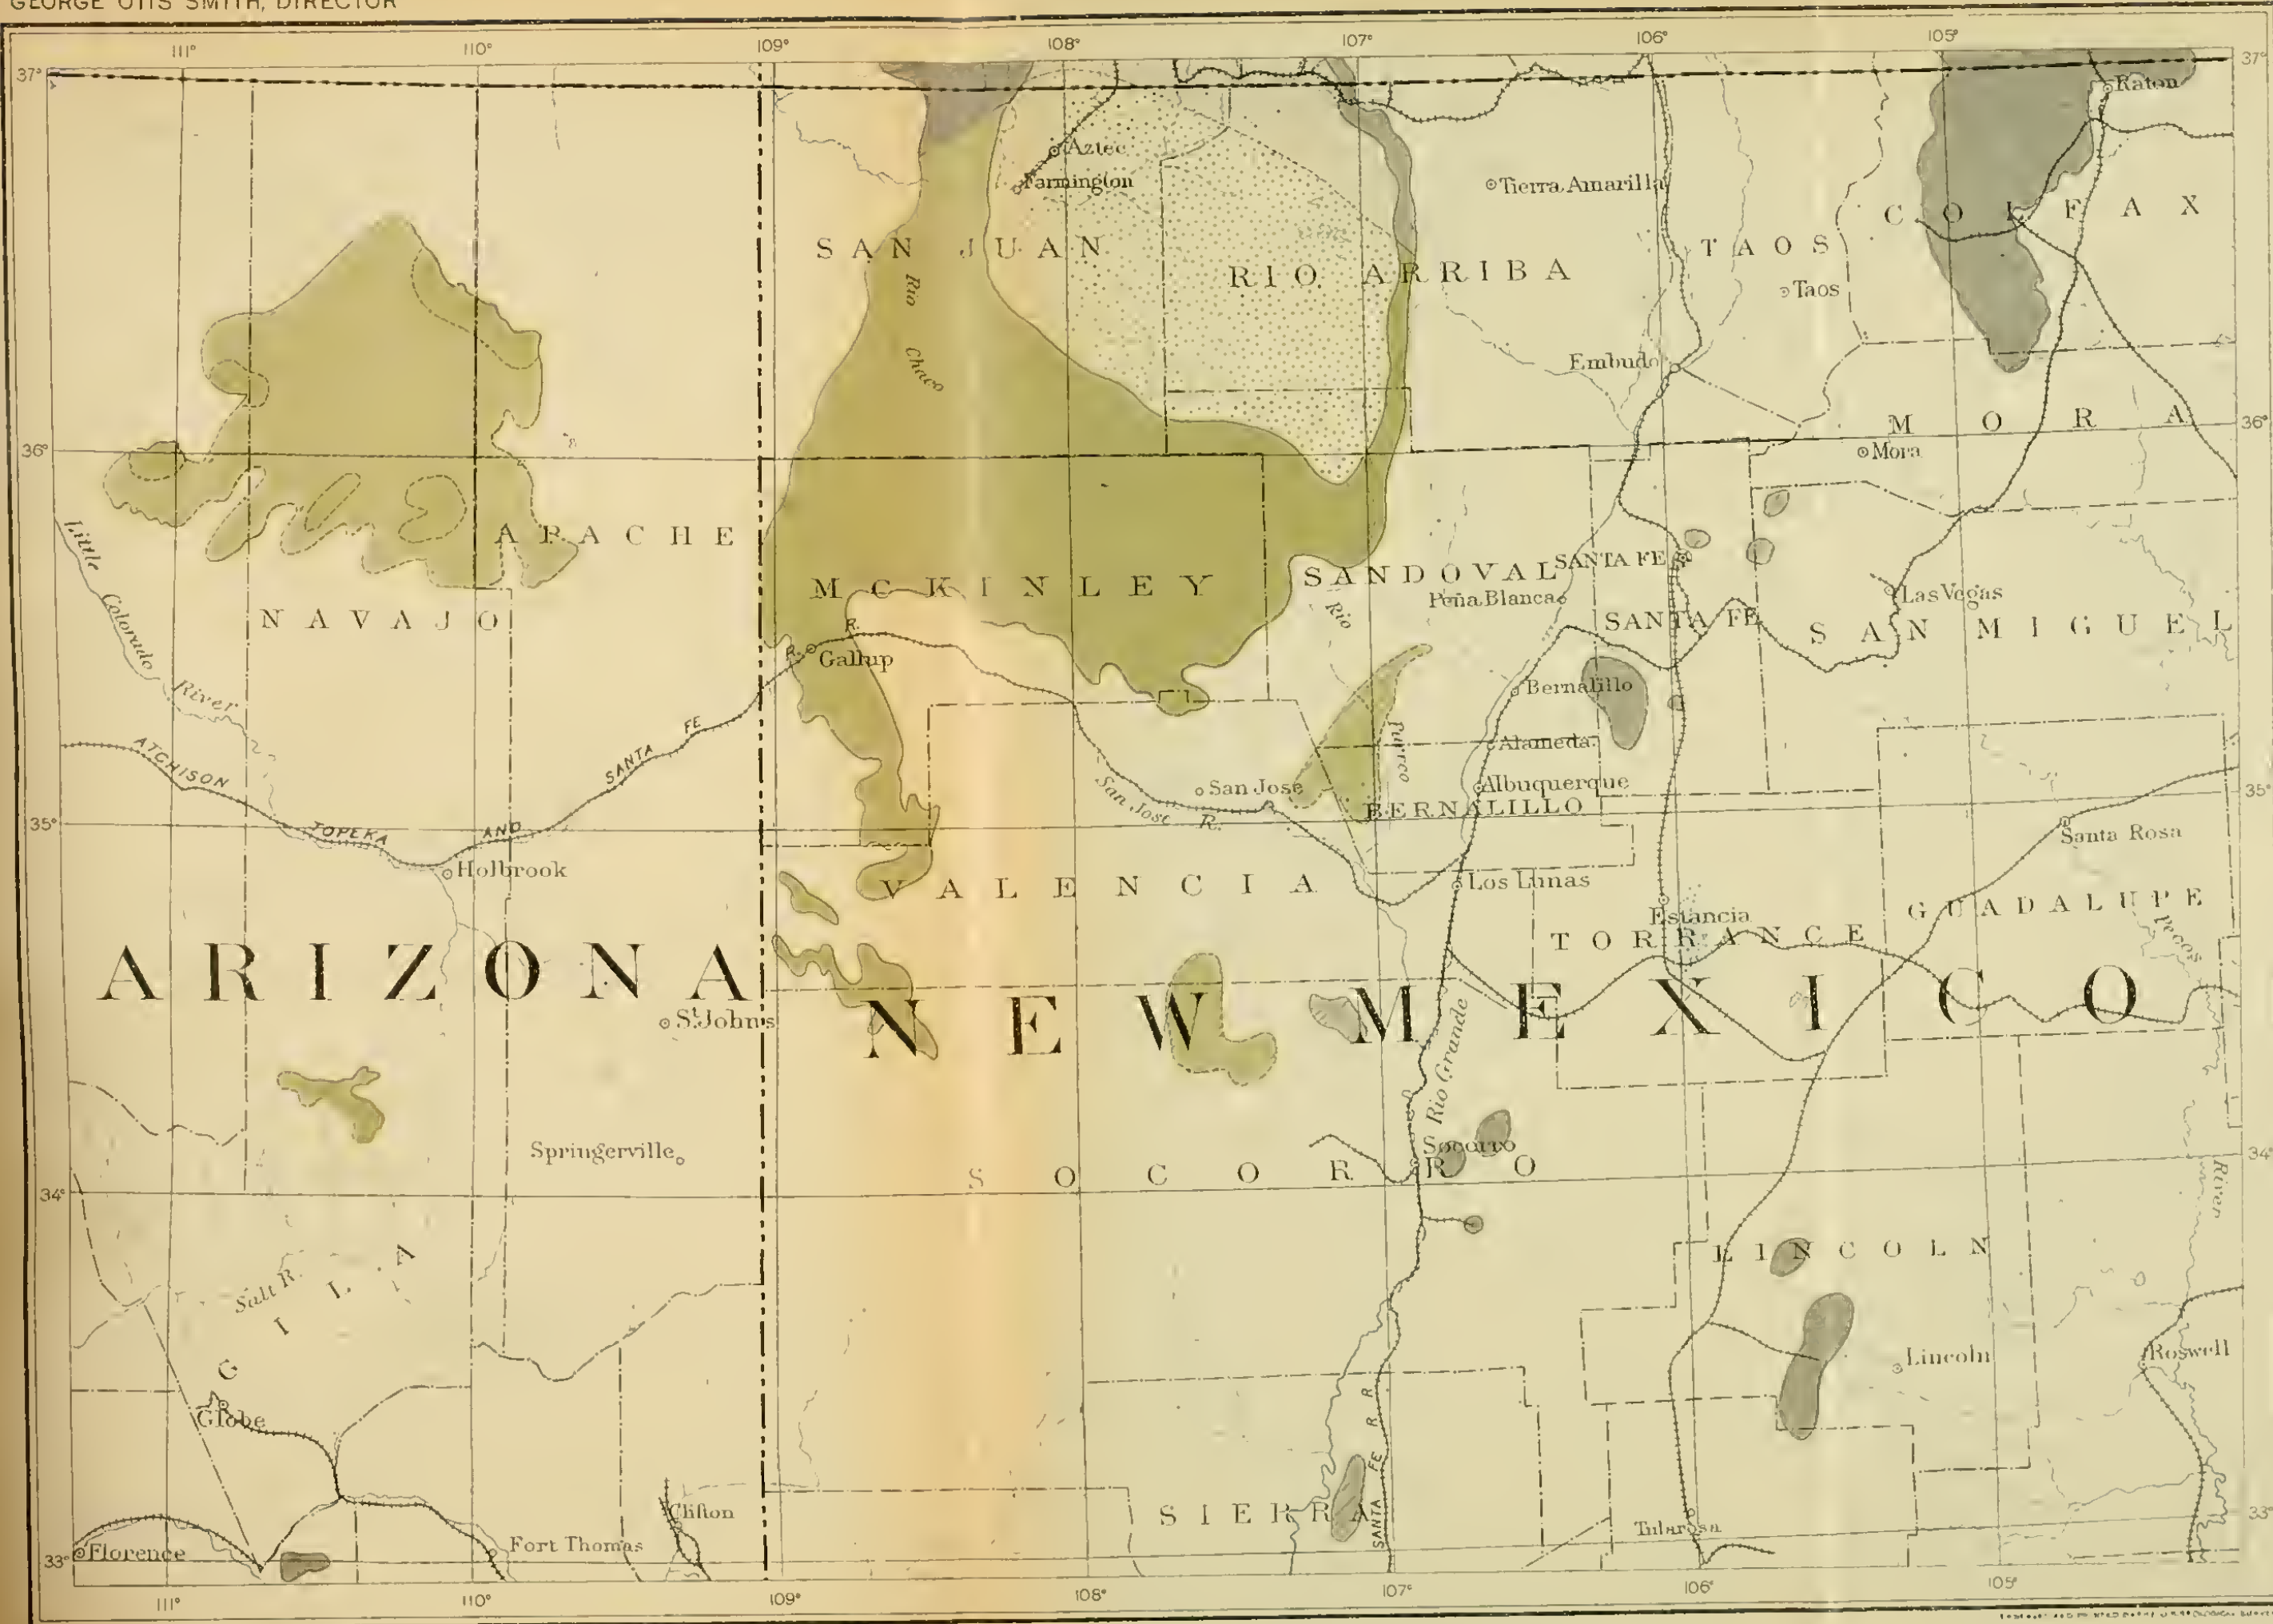 GEORGE OTIS SMITH, DIRECTOR
111° 110° 109° 108° 107° 106° 105°
37° 37°
Raton
Aztec
Farmington
Tierra Amarilla
COLFAX
SAN JUAN
TAOS
RIO ARRIBA
Taos
Rio Chaco
Embudo
MORA
36° 36°
Mora
Little Colorado River
APACHE
SANTA FE
MCKINLEY
SANDOVAL
Peña Blanca
Las Vegas
NAVAJO
Rio Puerco
SANTA FE
SAN MIGUEL
R. R.
Gallup
Bernalillo
ATCHISON TOPEKA AND SANTA FE
Alameda
San Jose
Albuquerque
San Jose R.
BERNALILLO
35° 35°
Santa Rosa
Holbrook
VALENCIA
Los Lunas
GUADALUPE
Estancia
TORRANCE
Pecos River
ARIZONA
NEW MEXICO
St. Johns
Rio Grande
Springerville
Socorro
SOCORRO
34° 34°
LINCOLN
Salt R.
GILA
Lincoln
Roswell
Globe
SANTA FE R R
Clifton
SIERRA
Tularosa
Florence
Fort Thomas
33° 33°
111° 110° 109° 108° 107° 106° 105°